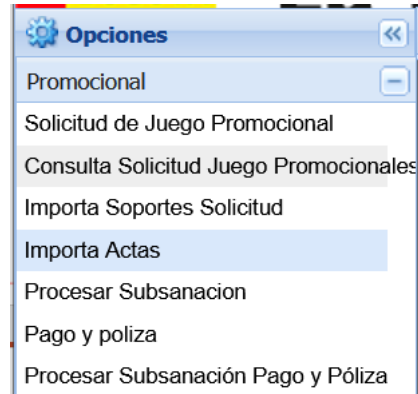 Opciones
Promocional
Solicitud de Juego Promocional
Consulta Solicitud Juego Promocionales
Importa Soportes Solicitud
Importa Actas
Procesar Subsanacion
Pago y poliza
Procesar Subsanación Pago y Póliza